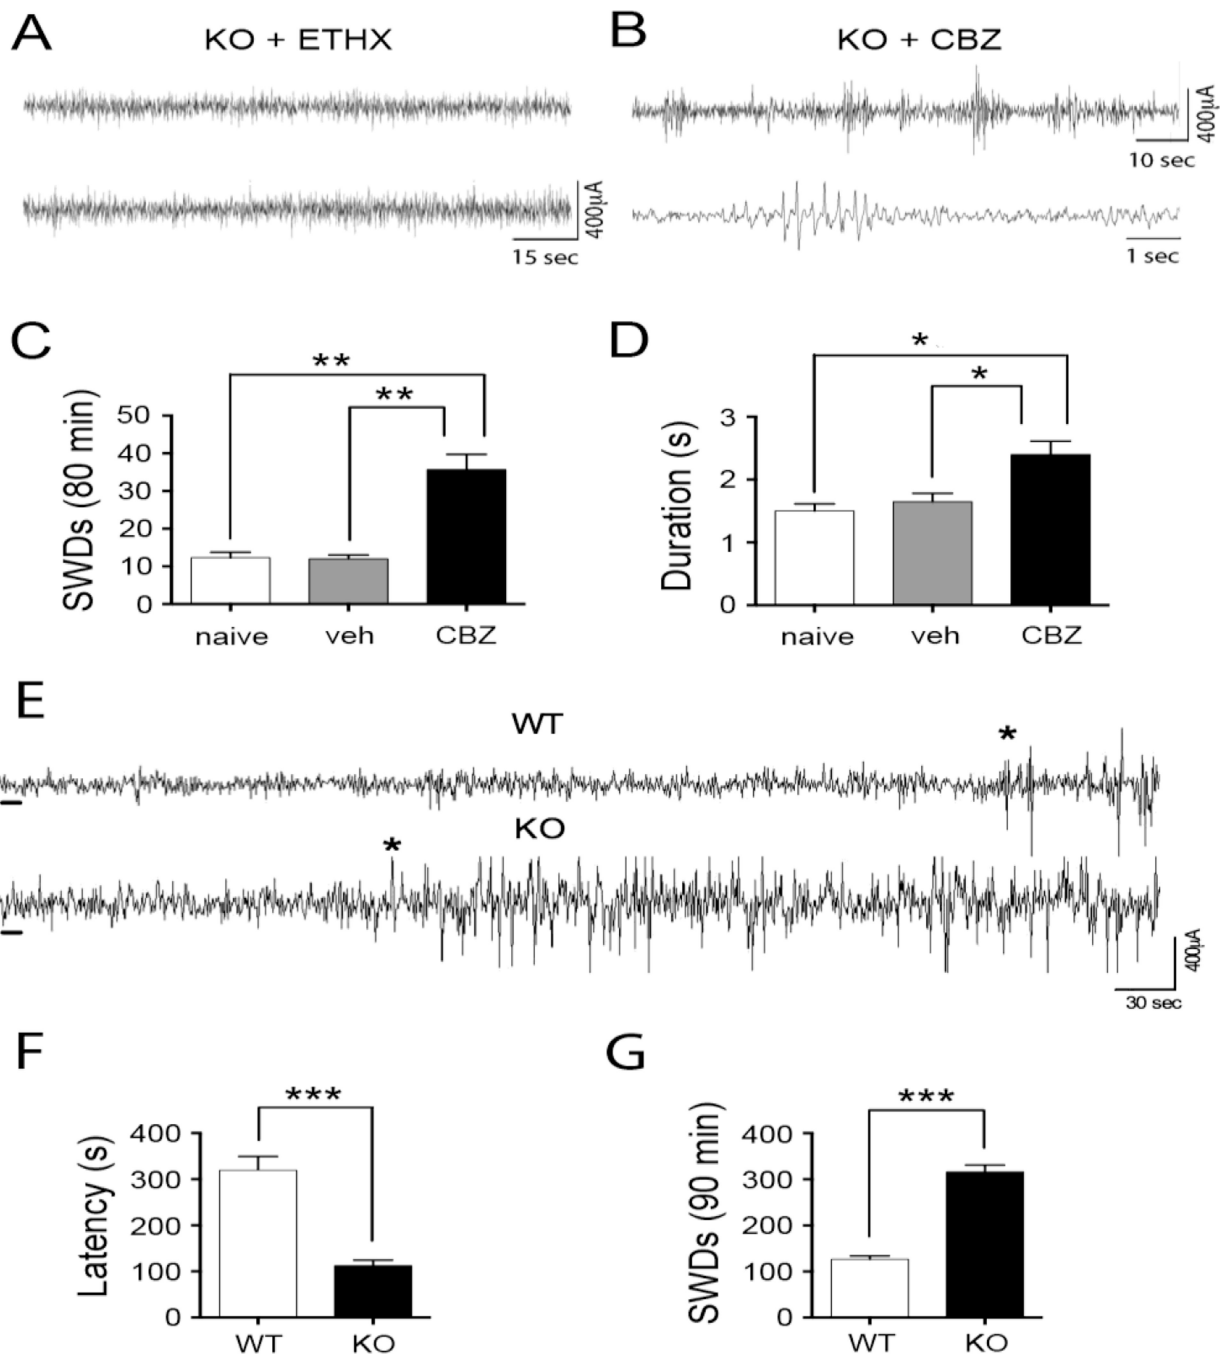 A
KO + ETHX
400µA
15 sec
B
KO + CBZ
400µA
10 sec
1 sec
C
**
**
SWDs (80 min)
50
40
30
20
10
0
naive
veh
CBZ
D
*
*
Duration (s)
3
2
1
0
naive
veh
CBZ
E
WT
*
KO
*
400µA
30 sec
F
***
Latency (s)
400
300
200
100
0
WT
KO
G
***
SWDs (90 min)
400
300
200
100
0
WT
KO